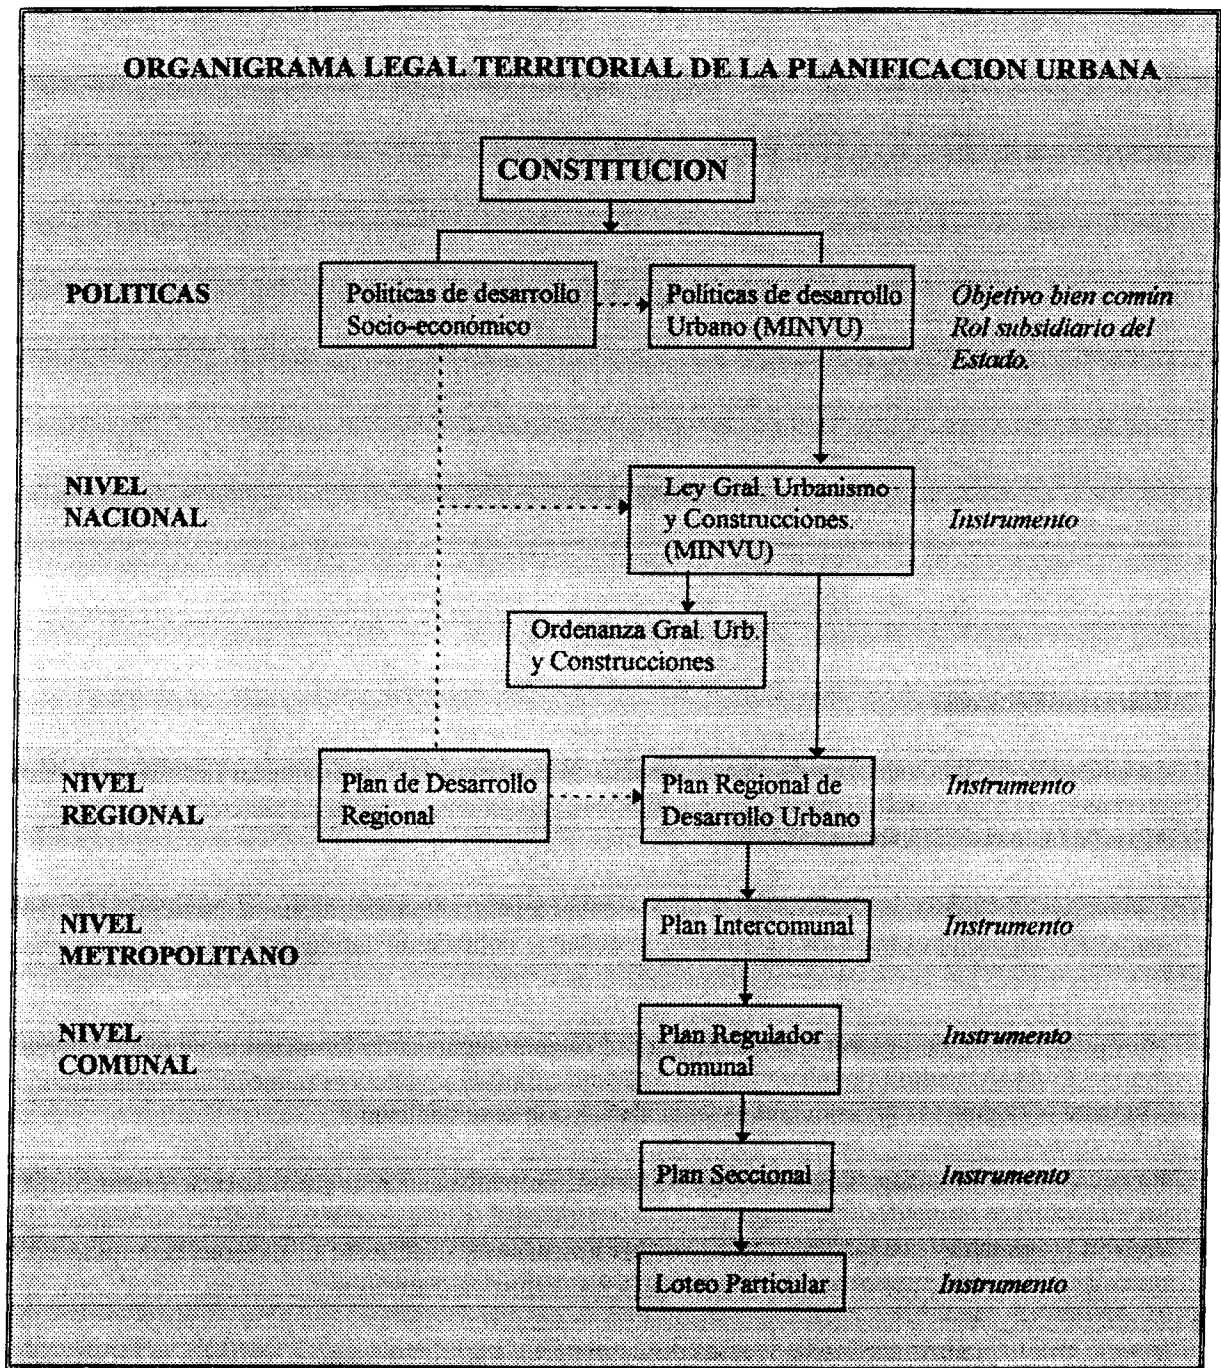 ORGANIGRAMA LEGAL TERRITORIAL DE LA PLANIFICACION URBANA
CONSTITUCION
POLITICAS
Politicas de desarrollo
Socio-económico
Políticas de desarrollo
Urbano (MINVU)
Objetivo bien común
Rol subsidiario del
Estado.
NIVEL
NACIONAL
Ley Gral. Urbanismo
y Construcciones.
(MINVU)
Instrumento
Ordenanza Gral. Urb.
y Construcciones
NIVEL
REGIONAL
Plan de Desarrollo
Regional
Plan Regional de
Desarrollo Urbano
Instrumento
NIVEL
METROPOLITANO
Plan Intercomunal
Instrumento
NIVEL
COMUNAL
Plan Regulador
Comunal
Instrumento
Plan Seccional
Instrumento
Loteo Particular
Instrumento